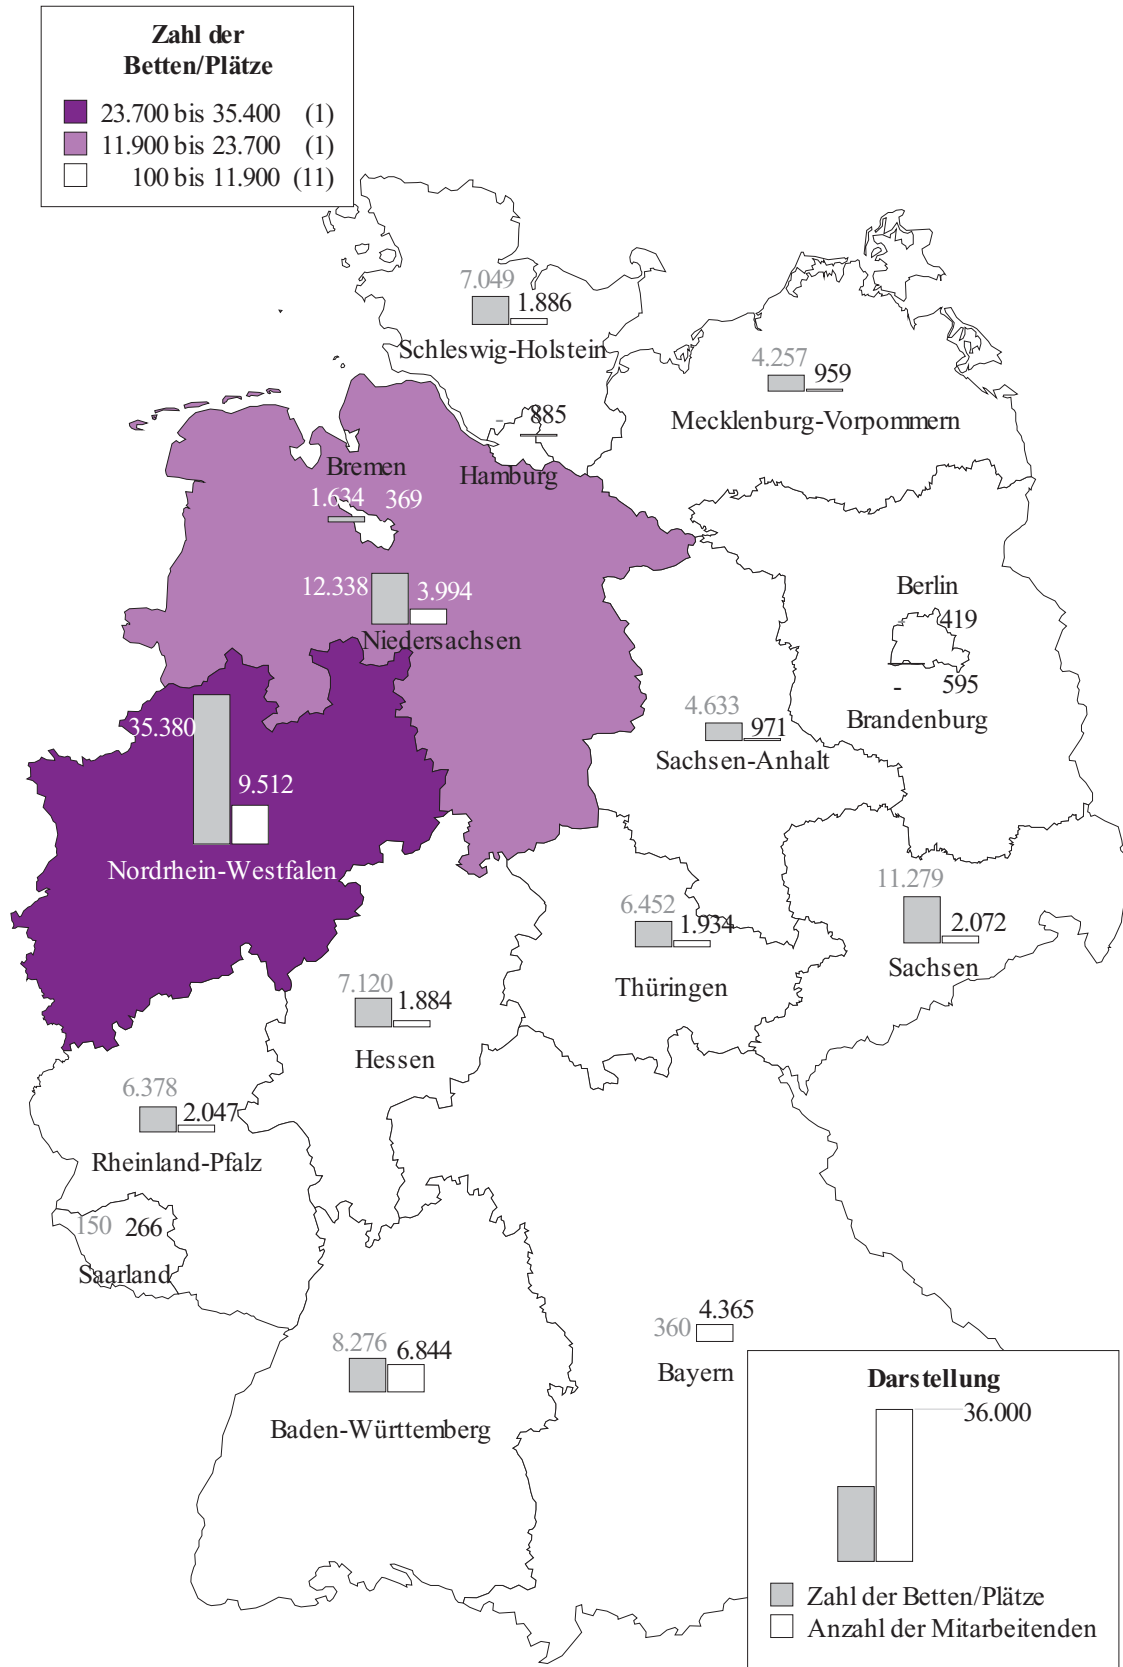 Zahl der
Betten/Plätze
23.700 bis 35.400 (1)
11.900 bis 23.700 (1)
100 bis 11.900 (11)
7.049 1.886
Schleswig-Holstein
4.257 959
Mecklenburg-Vorpommern
- 885
Hamburg
Bremen
1.634 369
12.338 3.994
Niedersachsen
Berlin
- 419
- 595
Brandenburg
4.633 971
Sachsen-Anhalt
35.380
9.512
Nordrhein-Westfalen
11.279 2.072
Sachsen
6.452 1.934
Thüringen
7.120 1.884
Hessen
6.378 2.047
Rheinland-Pfalz
150 266
Saarland
8.276 6.844
Baden-Württemberg
360 4.365
Bayern
Darstellung
36.000
Zahl der Betten/Plätze
Anzahl der Mitarbeitenden